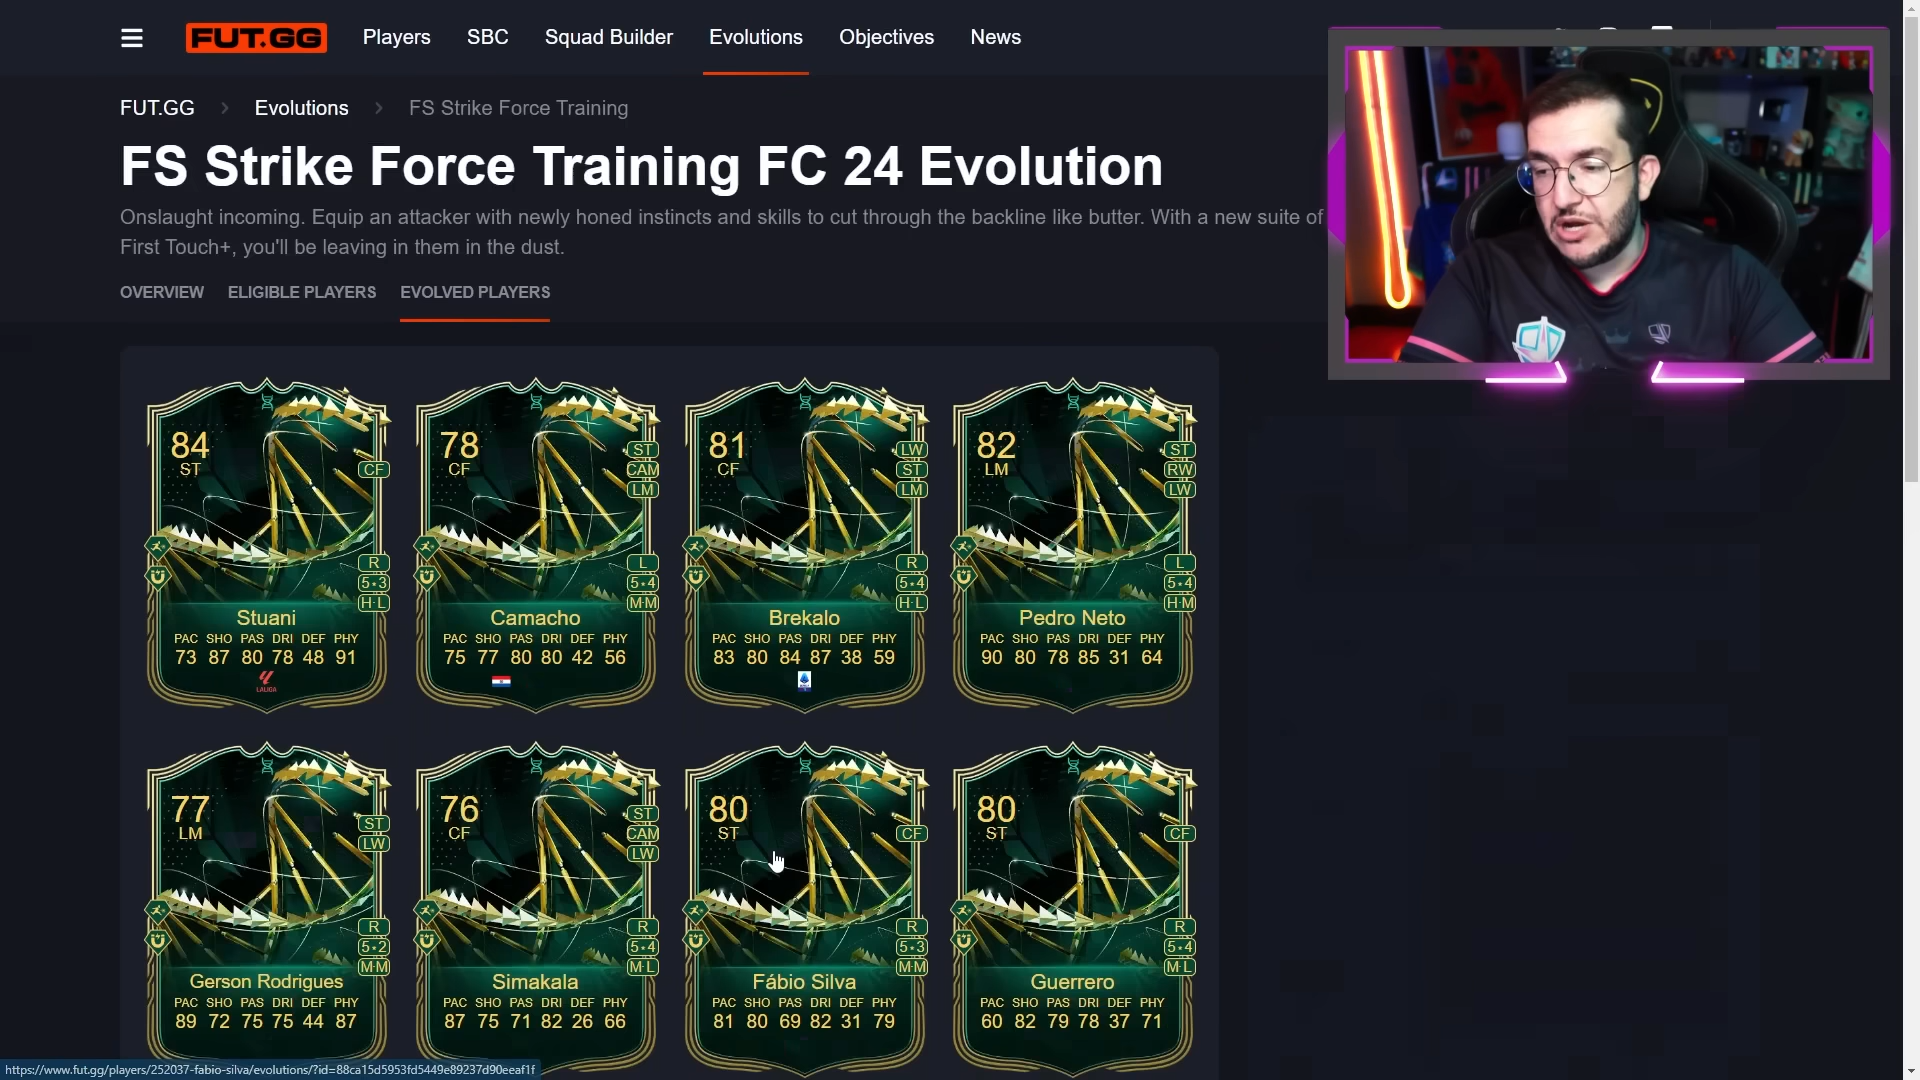 FUT.GG
Players
SBC
Squad Builder
Evolutions
Objectives
News
FUT.GG > Evolutions > FS Strike Force Training
FS Strike Force Training FC 24 Evolution
Onslaught incoming. Equip an attacker with newly honed instincts and skills to cut through the backline like butter. With a new suite of
First Touch+, you'll be leaving in them in the dust.
OVERVIEW
ELIGIBLE PLAYERS
EVOLVED PLAYERS
84
ST
CF
R
5★3
H·L
Stuani
PAC SHO PAS DRI DEF PHY
73 87 80 78 48 91
LALIGA
78
CF
ST
CAM
LM
L
5★4
M·M
Camacho
PAC SHO PAS DRI DEF PHY
75 77 80 80 42 56
81
CF
LW
ST
LM
R
5★4
H·L
Brekalo
PAC SHO PAS DRI DEF PHY
83 80 84 87 38 59
82
LM
ST
RW
LW
L
5★4
H·M
Pedro Neto
PAC SHO PAS DRI DEF PHY
90 80 78 85 31 64
77
LM
ST
LW
R
5★2
M·M
Gerson Rodrigues
PAC SHO PAS DRI DEF PHY
89 72 75 75 44 87
76
CF
ST
CAM
LW
R
5★4
M·L
Simakala
PAC SHO PAS DRI DEF PHY
87 75 71 82 26 66
80
ST
CF
R
5★3
M·M
Fábio Silva
PAC SHO PAS DRI DEF PHY
81 80 69 82 31 79
80
ST
CF
R
5★4
M·L
Guerrero
PAC SHO PAS DRI DEF PHY
60 82 79 78 37 71
https://www.fut.gg/players/252037-fabio-silva/evolutions/?id=88ca15d5953fd5449e89237d90eeaf1f